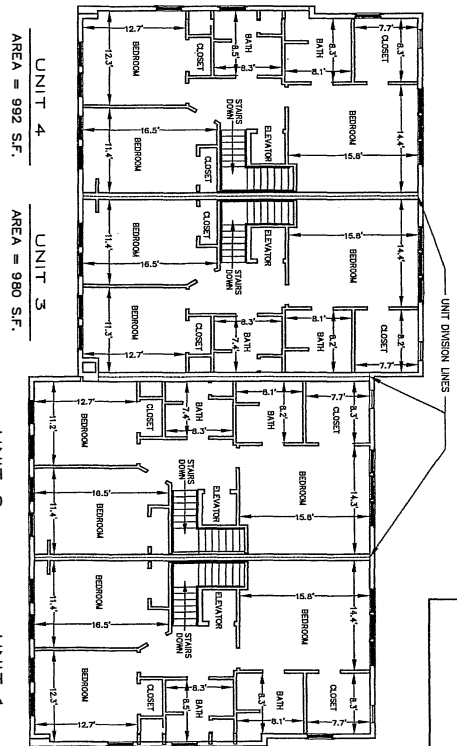 UNIT DIVISION LINES
7.7'
8.3'
CLOSET
8.3'
BATH
8.1'
BATH
8.5'
8.3'
CLOSET
12.7'
12.3'
BEDROOM
14.4'
BEDROOM
15.8'
ELEVATOR
STAIRS
DOWN
CLOSET
16.5'
11.4'
BEDROOM
UNIT 4
AREA = 992 S.F.
14.4'
15.8'
BEDROOM
ELEVATOR
STAIRS
DOWN
CLOSET
16.5'
11.4'
BEDROOM
8.2'
CLOSET
7.7'
8.1'
BATH
8.2'
8.3'
BATH
7.4'
CLOSET
BEDROOM
11.3'
12.7'
UNIT 3
AREA = 980 S.F.
8.3'
7.7'
CLOSET
8.1'
8.2'
BATH
BATH
7.4'
8.3'
CLOSET
12.7'
11.2'
BEDROOM
14.3'
BEDROOM
15.8'
ELEVATOR
STAIRS
DOWN
16.5'
11.4'
BEDROOM
14.4'
15.8'
BEDROOM
ELEVATOR
STAIRS
DOWN
16.5'
11.4'
BEDROOM
8.3'
CLOSET
7.7'
BATH
8.3'
8.1'
8.3'
BATH
8.5'
CLOSET
BEDROOM
12.3'
12.7'